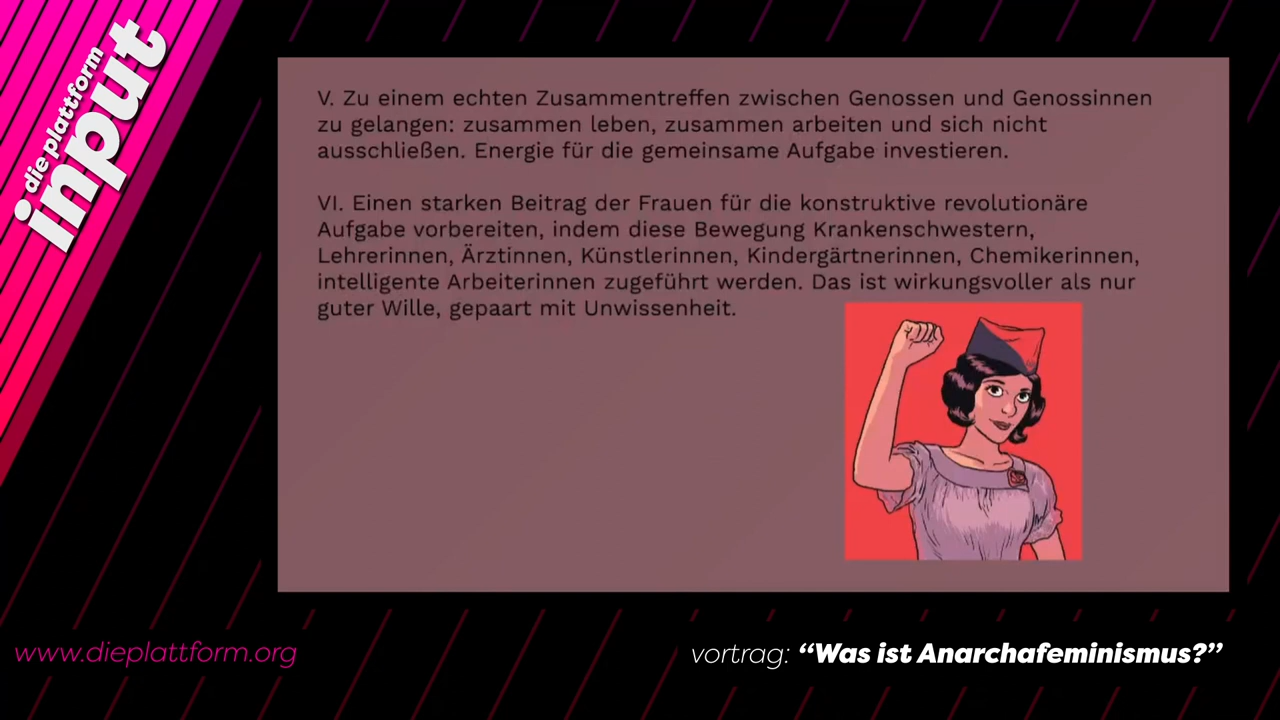 die plattform
input
V. Zu einem echten Zusammentreffen zwischen Genossen und Genossinnen
zu gelangen: zusammen leben, zusammen arbeiten und sich nicht
ausschließen. Energie für die gemeinsame Aufgabe investieren.
VI. Einen starken Beitrag der Frauen für die konstruktive revolutionäre
Aufgabe vorbereiten, indem diese Bewegung Krankenschwestern,
Lehrerinnen, Ärztinnen, Künstlerinnen, Kindergärtnerinnen, Chemikerinnen,
intelligente Arbeiterinnen zugeführt werden. Das ist wirkungsvoller als nur
guter Wille, gepaart mit Unwissenheit.
www.dieplattform.org
vortrag: “Was ist Anarchafeminismus?”